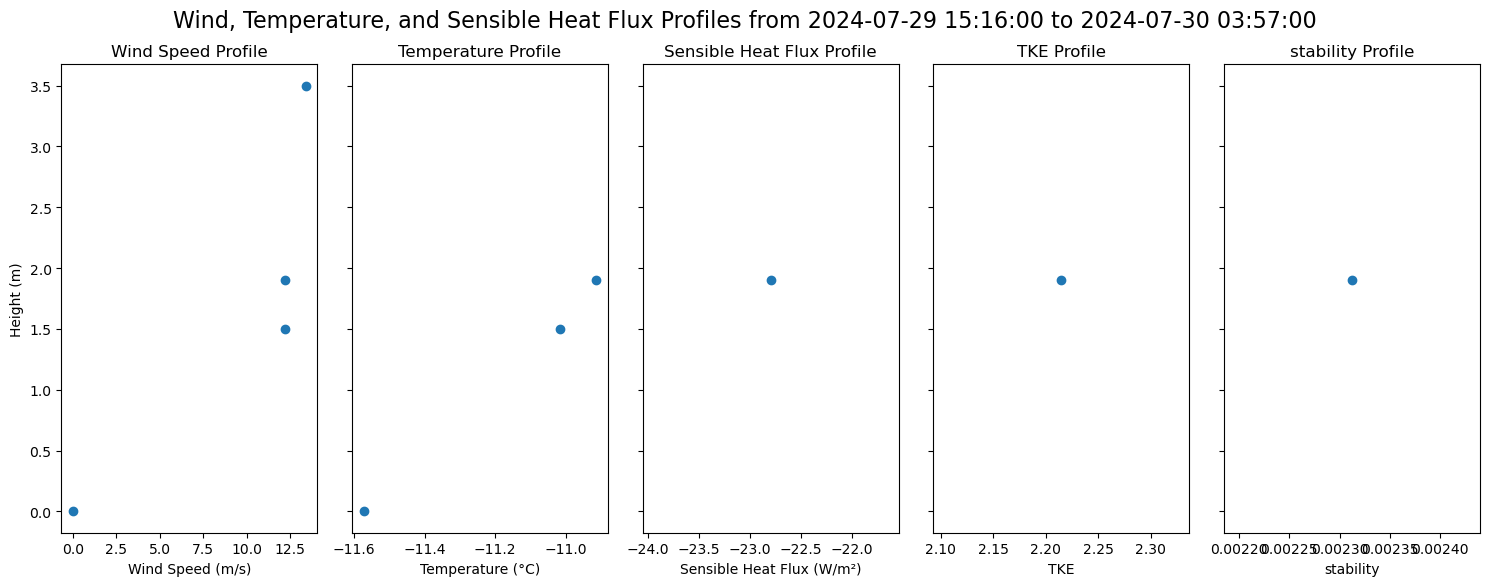 Wind, Temperature, and Sensible Heat Flux Profiles from 2024-07-29 15:16:00 to 2024-07-30 03:57:00
Wind Speed Profile
Temperature Profile
Sensible Heat Flux Profile
TKE Profile
stability Profile
3.5
3.0
2.5
2.0
1.5
1.0
0.5
0.0
Height (m)
0.0 2.5 5.0 7.5 10.0 12.5
Wind Speed (m/s)
−11.6 −11.4 −11.2 −11.0
Temperature (°C)
−24.0 −23.5 −23.0 −22.5 −22.0
Sensible Heat Flux (W/m²)
2.10 2.15 2.20 2.25 2.30
TKE
0.00220 0.00225 0.00230 0.00235 0.00240
stability